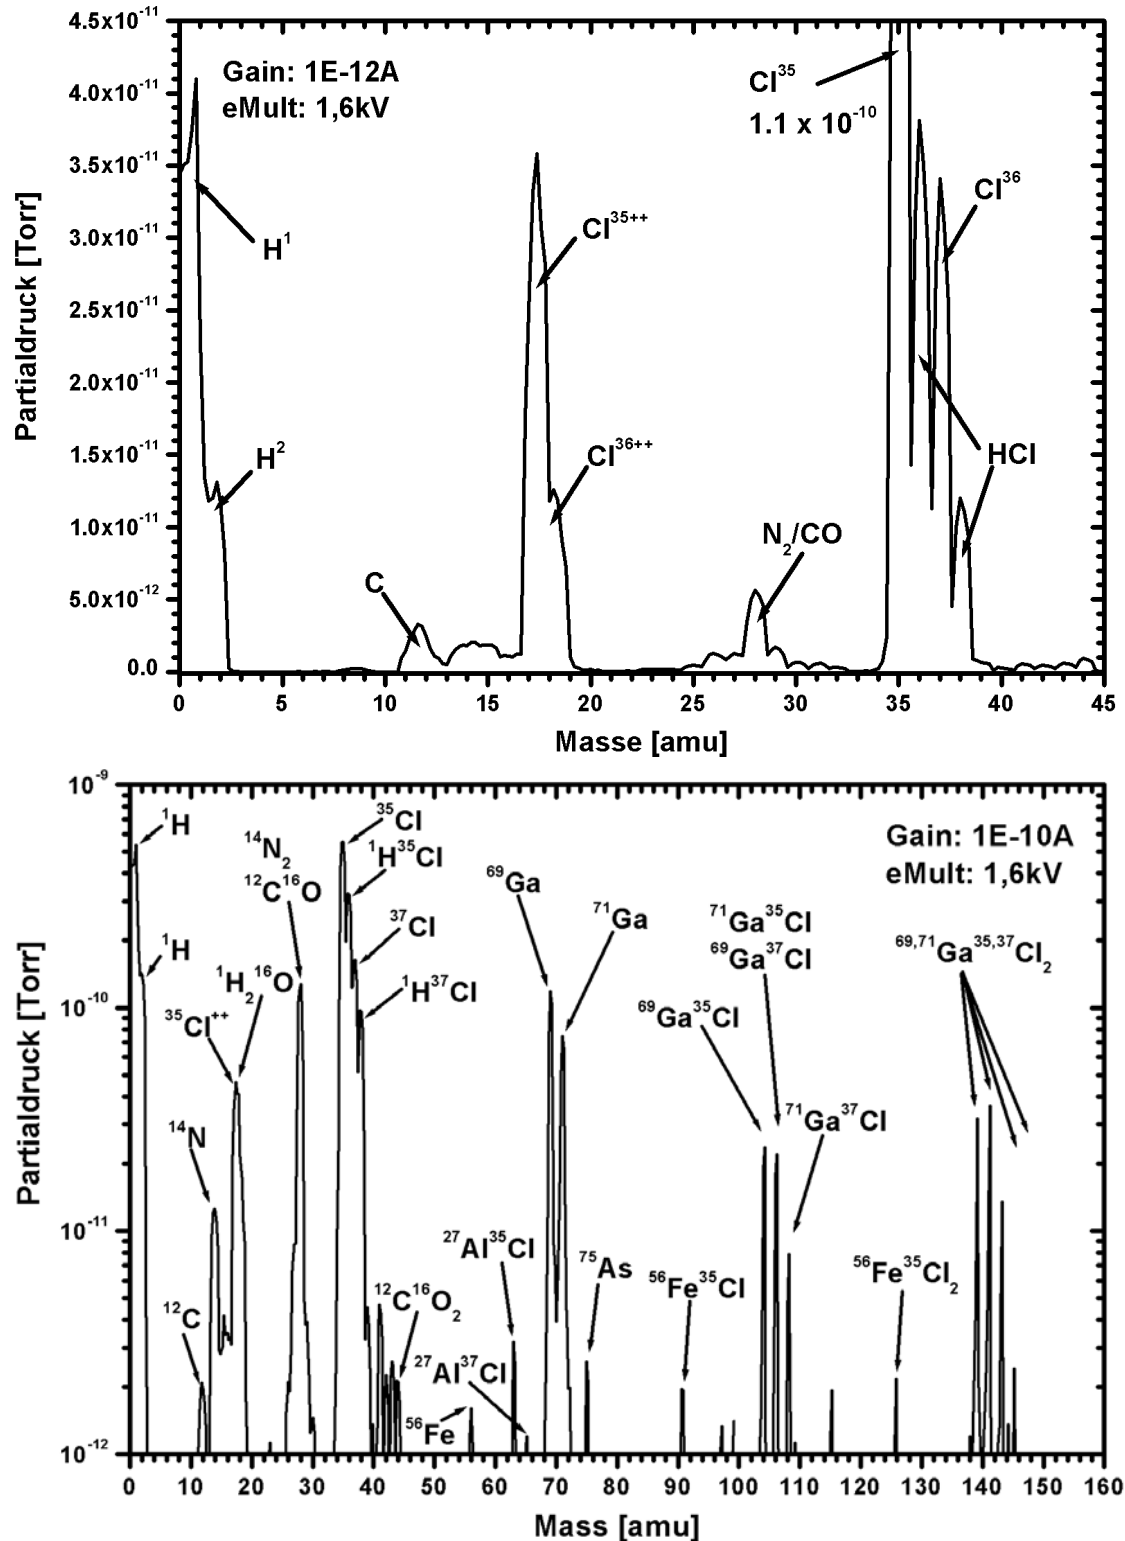 4.5x10⁻¹¹
Gain: 1E-12A
eMult: 1,6kV
Cl³⁵
1.1 x 10⁻¹⁰
4.0x10⁻¹¹
3.5x10⁻¹¹
Cl³⁶
H¹
Cl³⁵⁺⁺
3.0x10⁻¹¹
2.5x10⁻¹¹
2.0x10⁻¹¹
H²
Cl³⁶⁺⁺
HCl
1.5x10⁻¹¹
1.0x10⁻¹¹
N₂/CO
C
5.0x10⁻¹²
0.0
Partialdruck [Torr]
0 5 10 15 20 25 30 35 40 45
Masse [amu]
10⁻⁹
¹H
³⁵Cl
Gain: 1E-10A
eMult: 1,6kV
¹⁴N₂
¹²C¹⁶O
¹H³⁵Cl
⁶⁹Ga
⁷¹Ga
³⁷Cl
⁷¹Ga³⁵Cl
⁶⁹Ga³⁷Cl
⁶⁹,⁷¹Ga³⁵,³⁷Cl₂
¹H
¹H₂¹⁶O
¹H³⁷Cl
10⁻¹⁰
³⁵Cl⁺⁺
⁶⁹Ga³⁵Cl
¹⁴N
⁷¹Ga³⁷Cl
10⁻¹¹
²⁷Al³⁵Cl
⁷⁵As
⁵⁶Fe³⁵Cl
⁵⁶Fe³⁵Cl₂
¹²C
¹²C¹⁶O₂
²⁷Al³⁷Cl
⁵⁶Fe
10⁻¹²
Partialdruck [Torr]
0 10 20 30 40 50 60 70 80 90 100 110 120 130 140 150 160
Mass [amu]